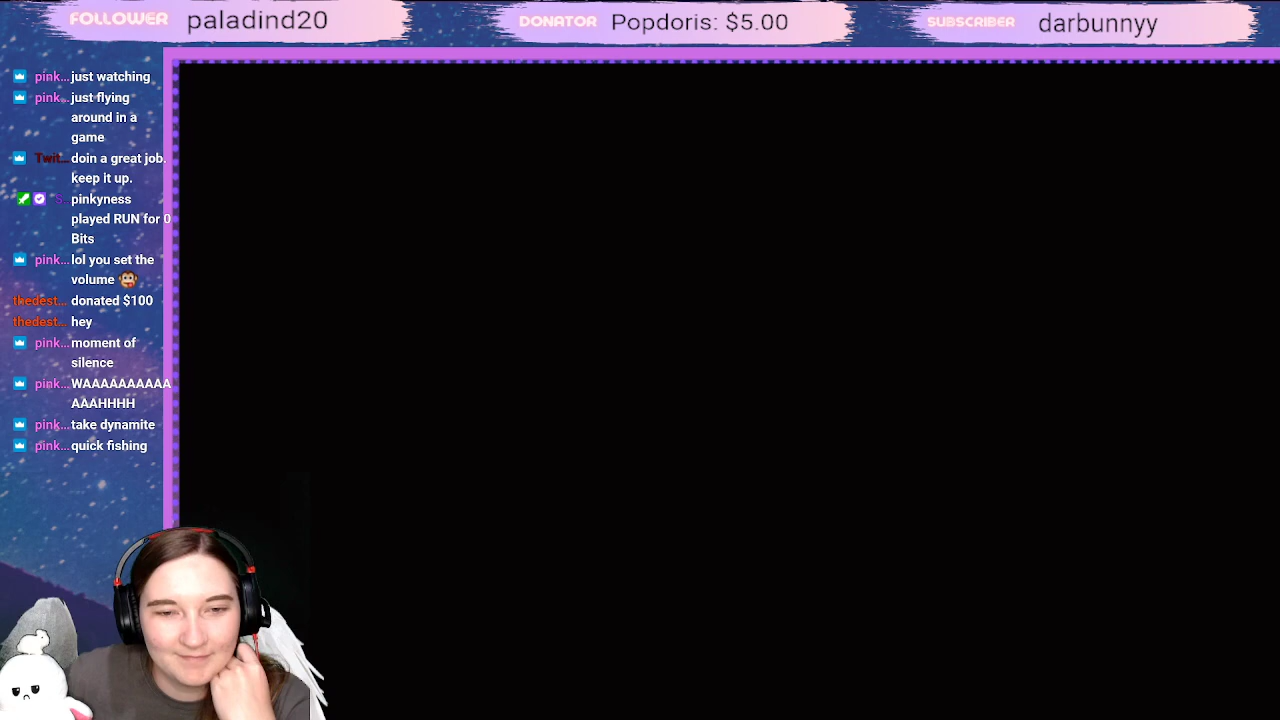 FOLLOWER paladind20
DONATOR Popdoris: $5.00
SUBSCRIBER darbunnyy
pink... just watching
pink... just flying
around in a
game
Twit... doin a great job.
keep it up.
S... pinkyness
played RUN for 0
Bits
pink... lol you set the
volume
thedest... donated $100
thedest... hey
pink... moment of
silence
pink... WAAAAAAAAAA
AAAHHHH
pink... take dynamite
pink... quick fishing